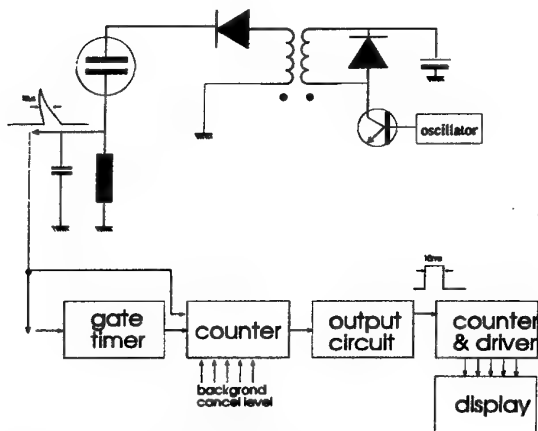 oscillator
10ms
gate
timer
counter
output
circuit
counter
& driver
backgrond
cancel level
display